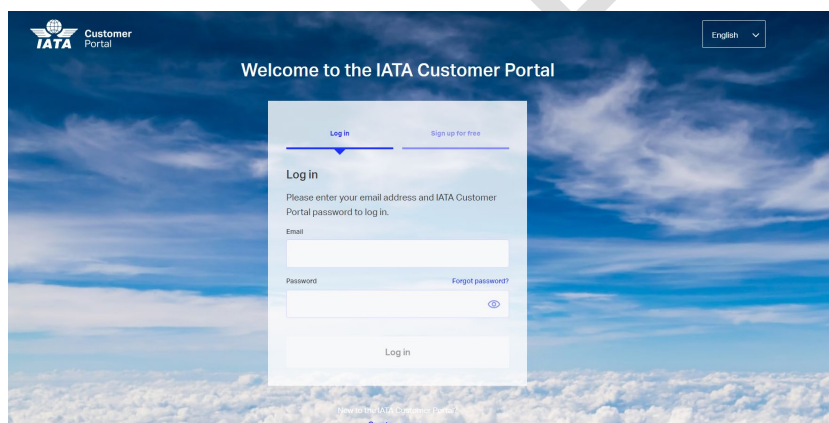 IATA
Customer
Portal
English
Welcome to the IATA Customer Portal
Log in
Sign up for free
Log in
Please enter your email address and IATA Customer
Portal password to log in.
Email
Password
Forgot password?
Log in
New to the IATA Customer Portal?